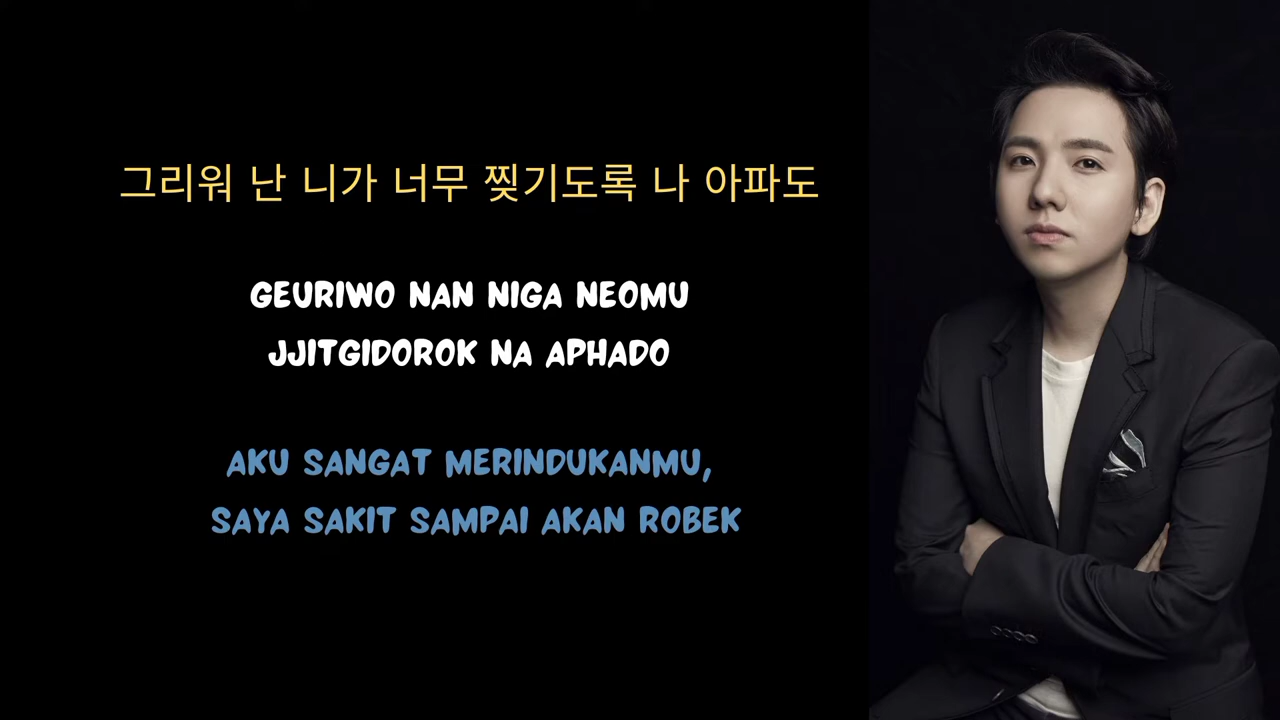 그리워 난 니가 너무 찢기도록 나 아파도
GEURIWO NAN NIGA NEOMU
JJITGIDOROK NA APHADO
AKU SANGAT MERINDUKANMU,
SAYA SAKIT SAMPAI AKAN ROBEK